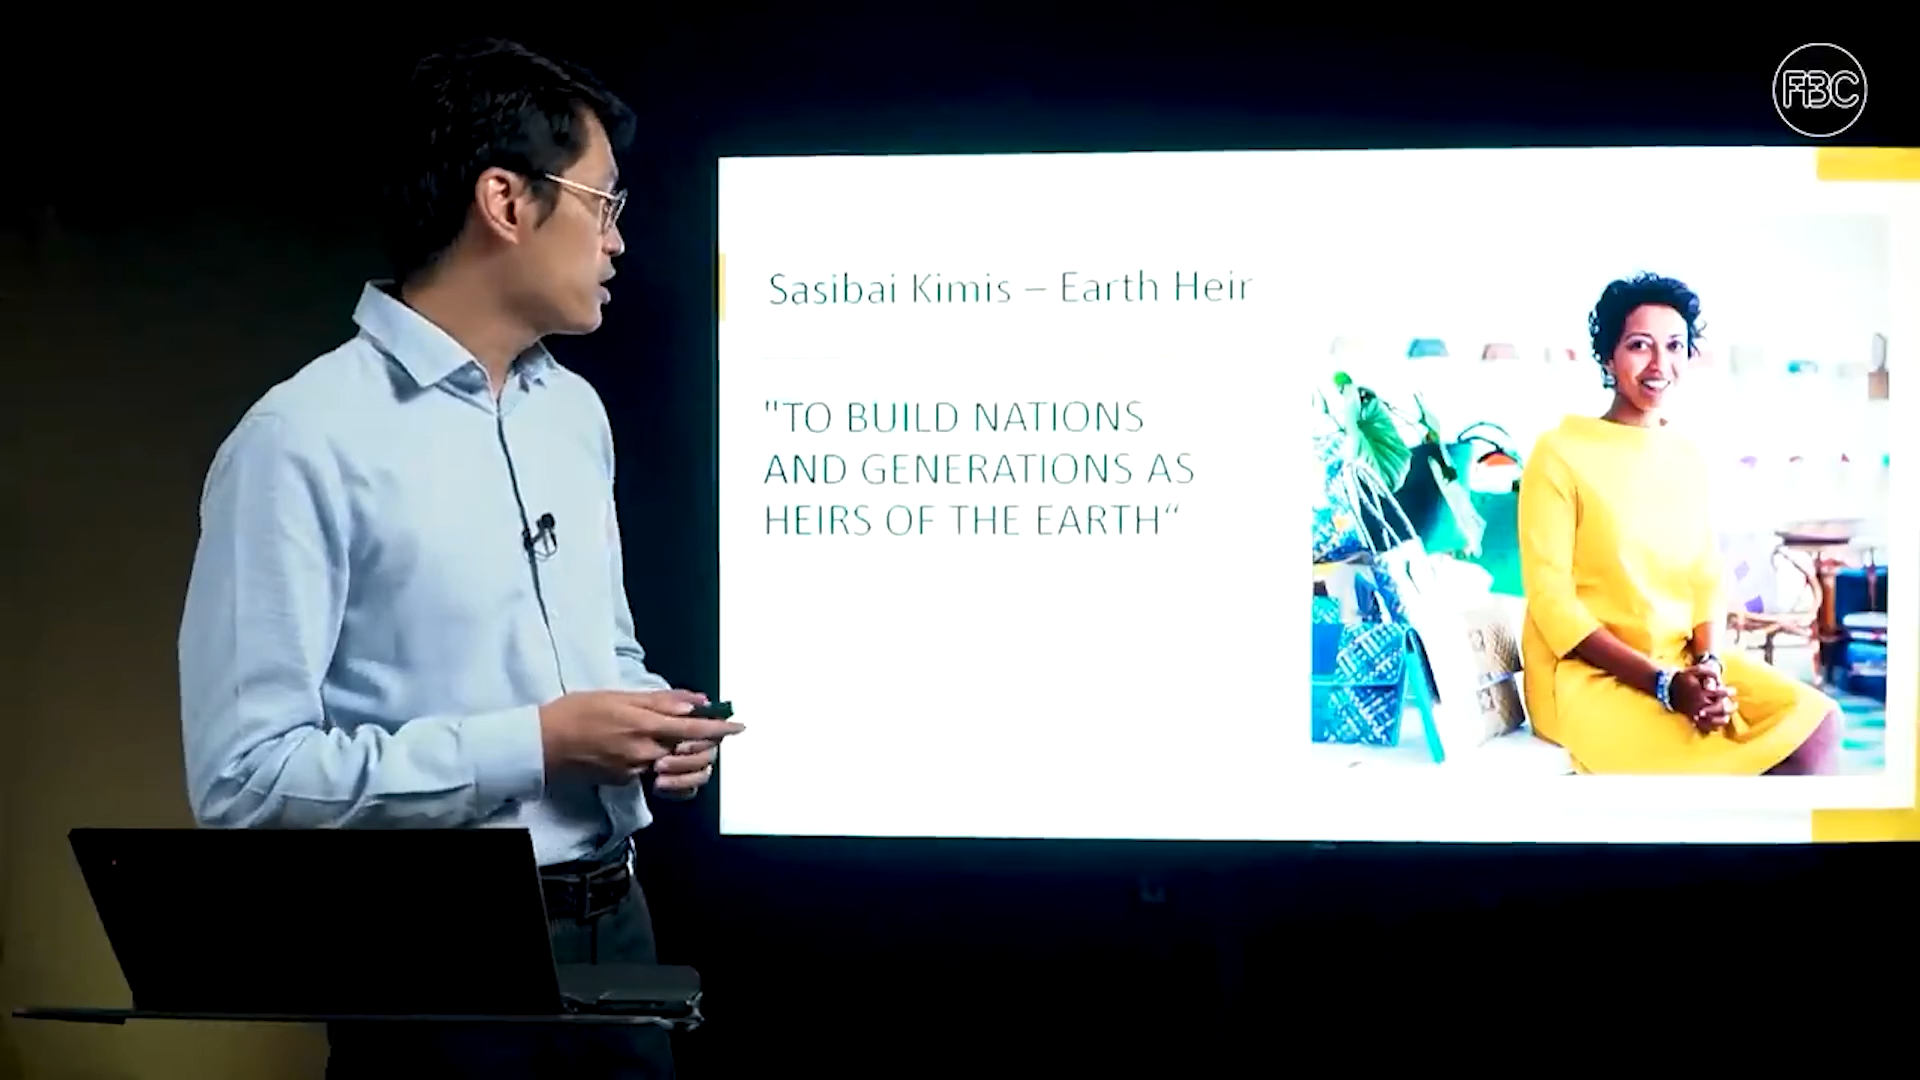 FBC
Sasibai Kimis – Earth Heir
"TO BUILD NATIONS
AND GENERATIONS AS
HEIRS OF THE EARTH“